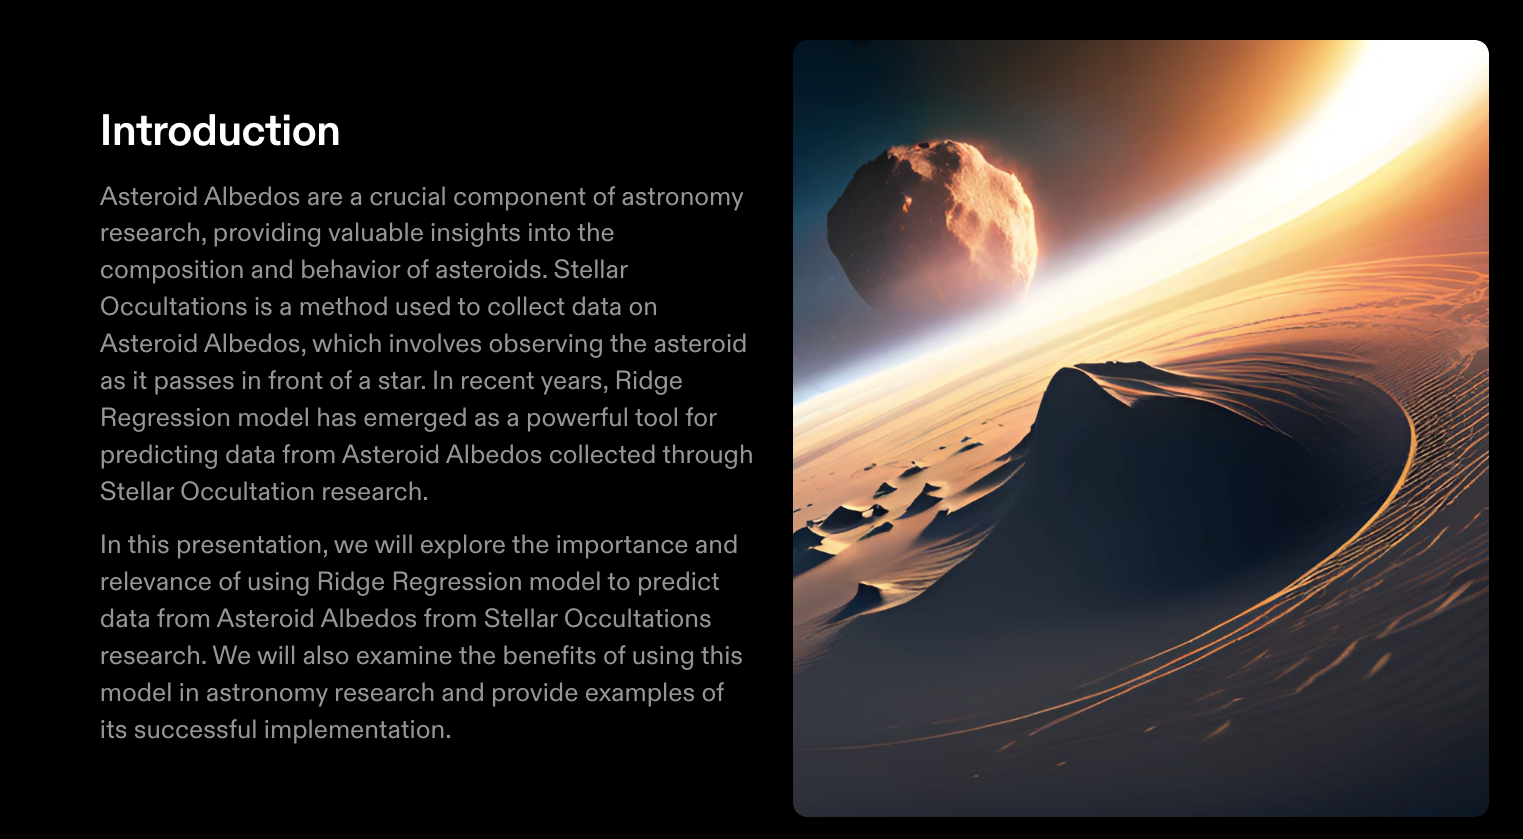 Introduction
Asteroid Albedos are a crucial component of astronomy
research, providing valuable insights into the
composition and behavior of asteroids. Stellar
Occultations is a method used to collect data on
Asteroid Albedos, which involves observing the asteroid
as it passes in front of a star. In recent years, Ridge
Regression model has emerged as a powerful tool for
predicting data from Asteroid Albedos collected through
Stellar Occultation research.
In this presentation, we will explore the importance and
relevance of using Ridge Regression model to predict
data from Asteroid Albedos from Stellar Occultations
research. We will also examine the benefits of using this
model in astronomy research and provide examples of
its successful implementation.